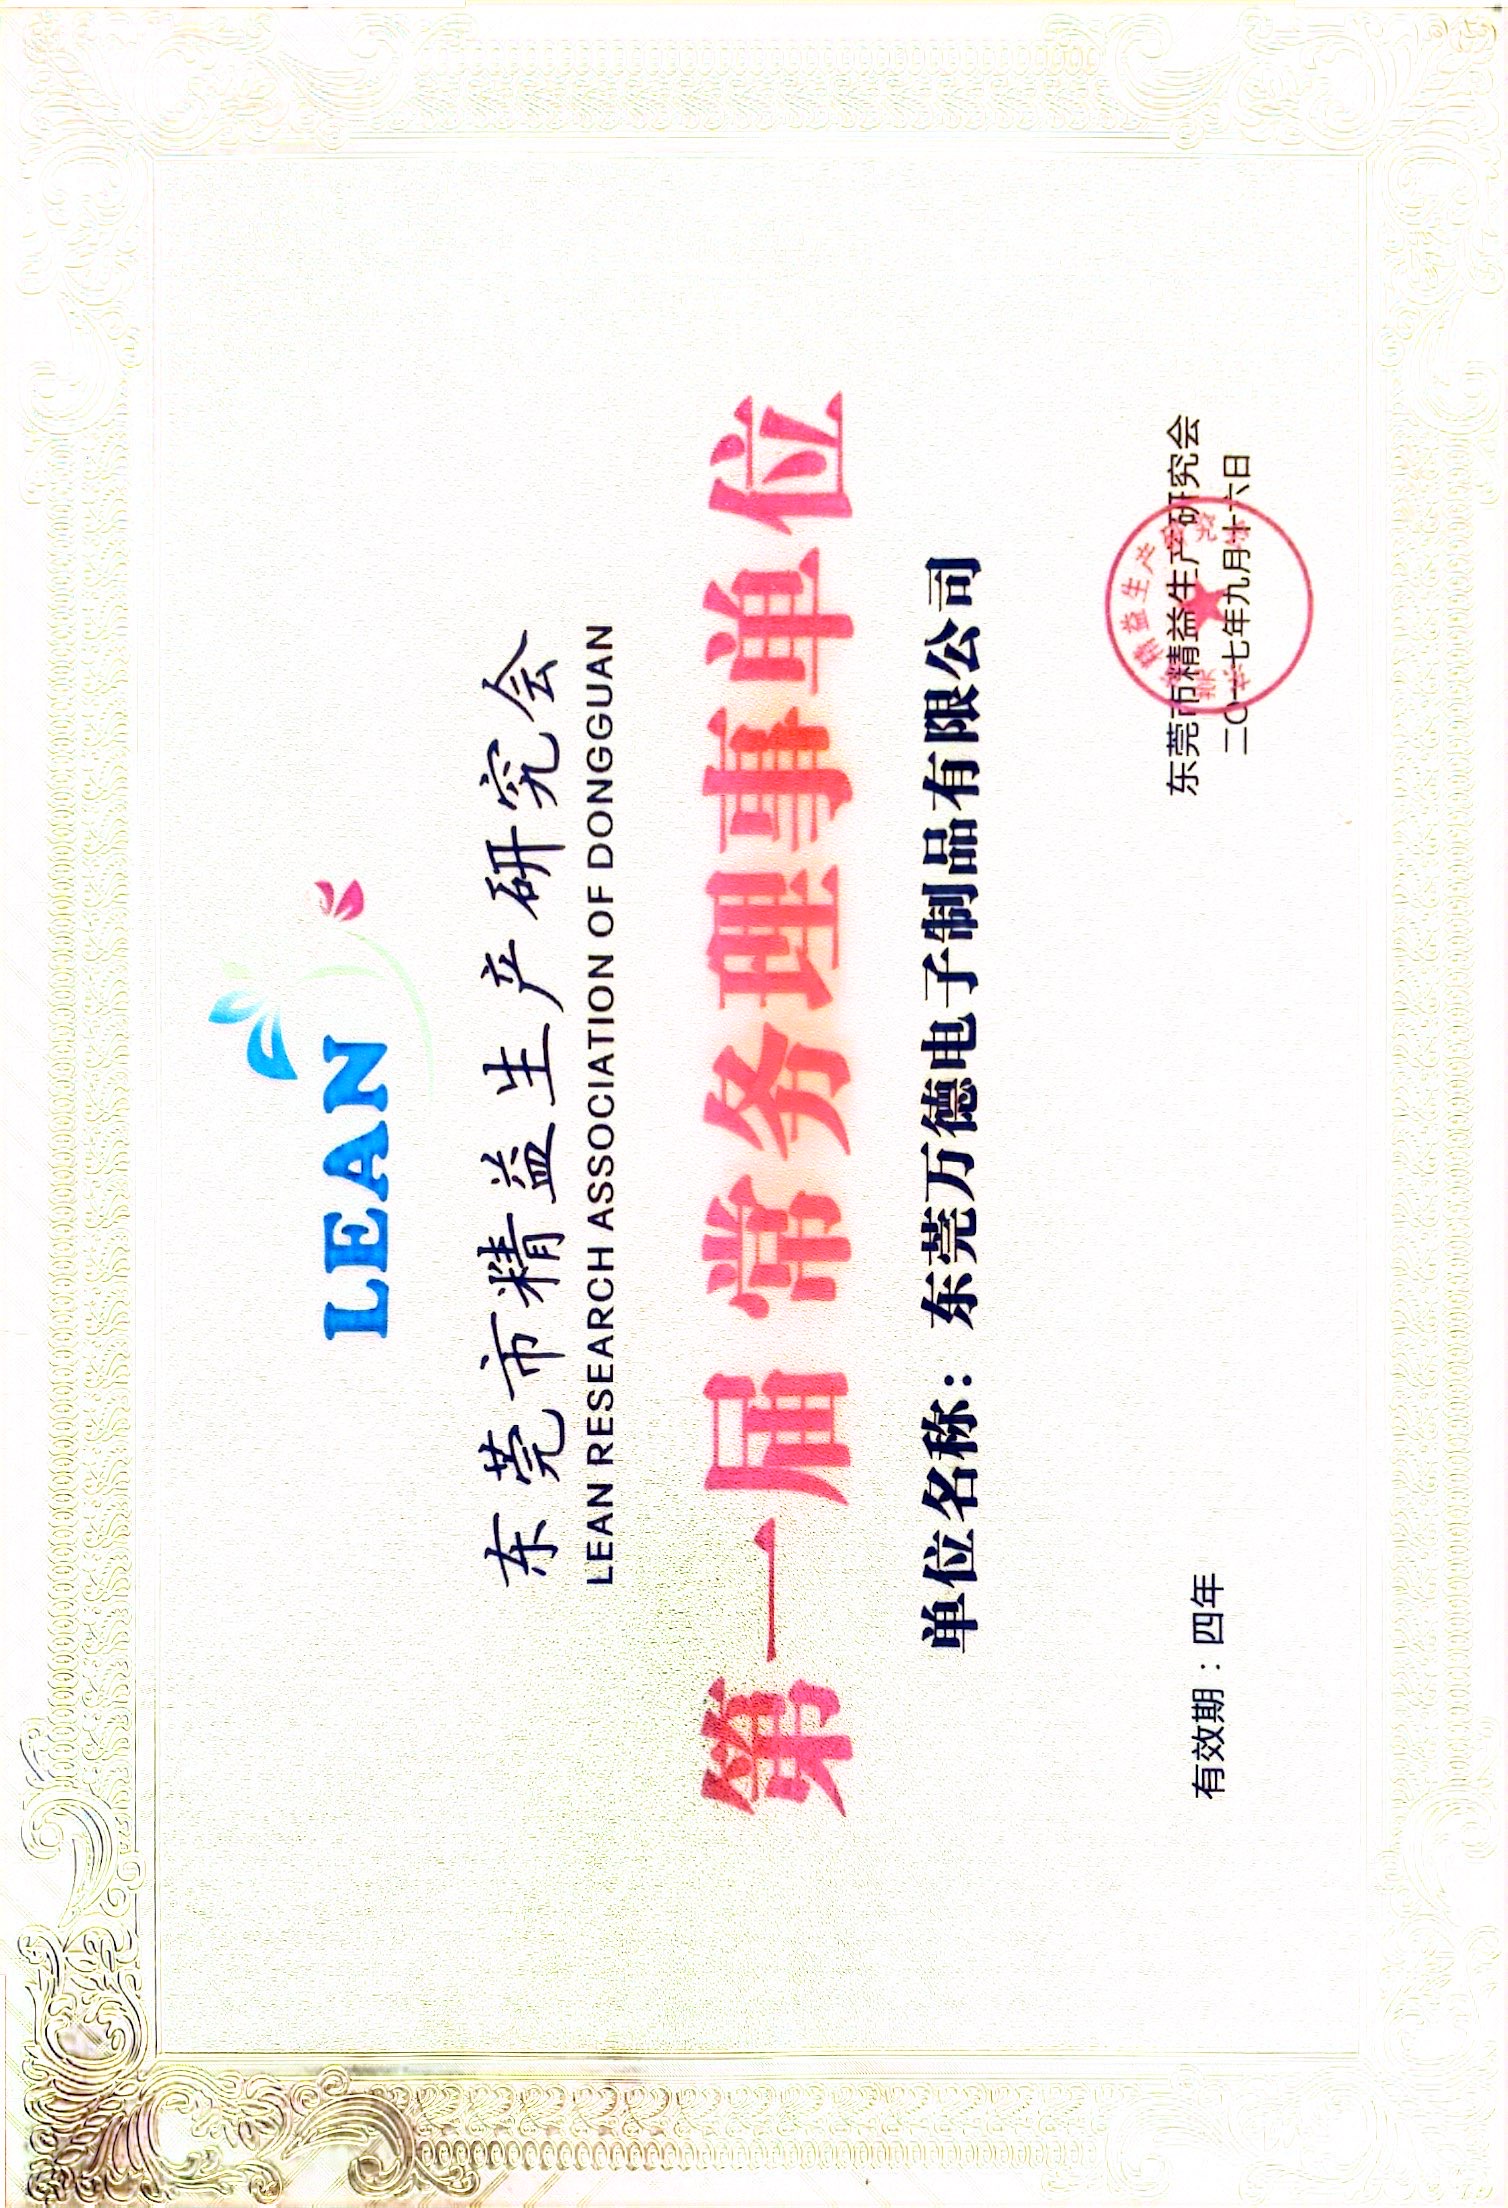 LEAN
东莞市精益生产研究会
LEAN RESEARCH ASSOCIATION OF DONGGUAN
第一届常务理事单位
单位名称：东莞万德电子制品有限公司
有效期：四年
东莞市精益生产研究会
二〇一七年九月十六日